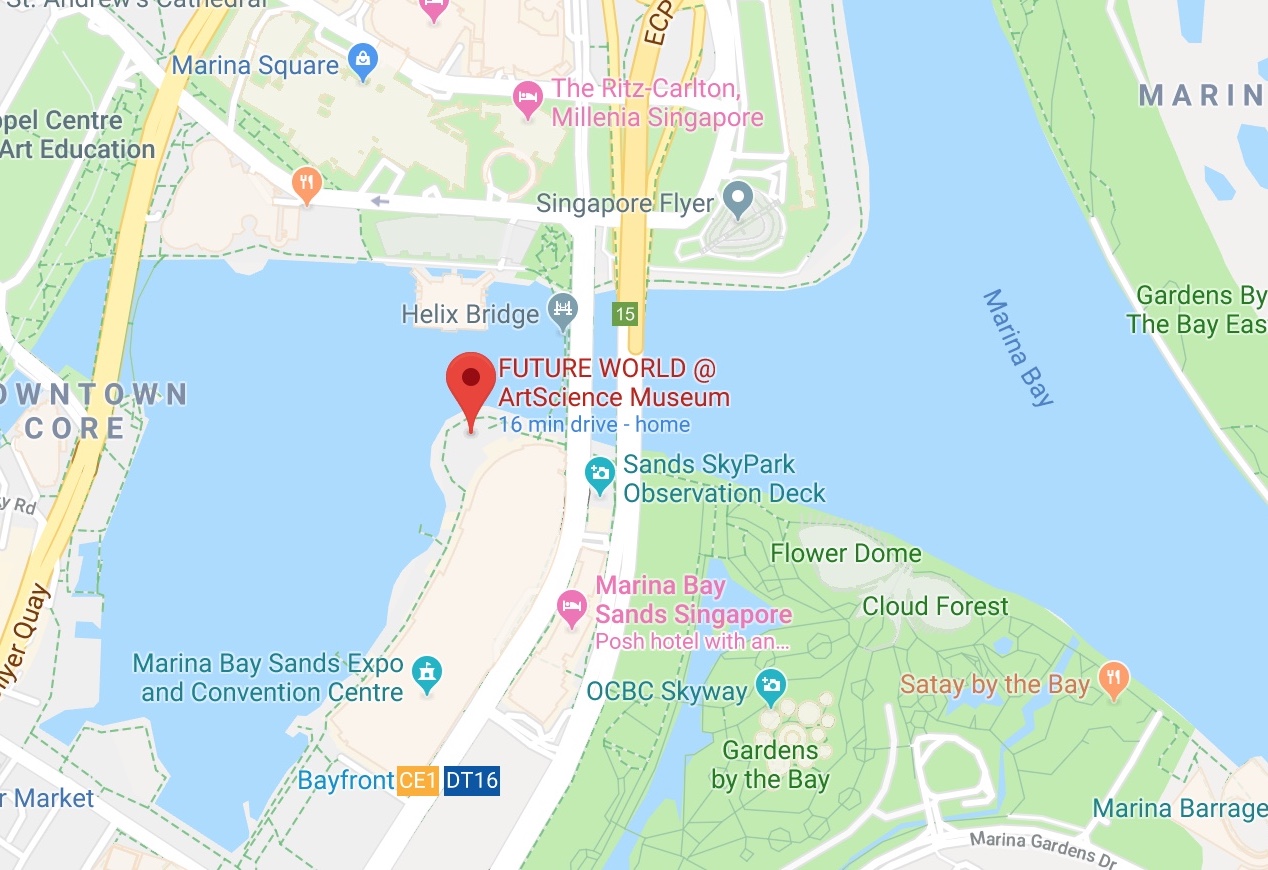 St. Andrew's Cathedral
ECP
Marina Square
The Ritz-Carlton,
Millenia Singapore
MARIN
pel Centre
Art Education
Singapore Flyer
Helix Bridge
15
Marina Bay
Gardens By
The Bay Eas
OWNTOWN
CORE
FUTURE WORLD @
ArtScience Museum
16 min drive - home
Sands SkyPark
Observation Deck
y Rd
Flower Dome
Cloud Forest
Marina Bay
Sands Singapore
Posh hotel with an...
llyer Quay
Marina Bay Sands Expo
and Convention Centre
OCBC Skyway
Satay by the Bay
Gardens
by the Bay
Bayfront CE1 DT16
r Market
Marina Barrage
Marina Gardens Dr